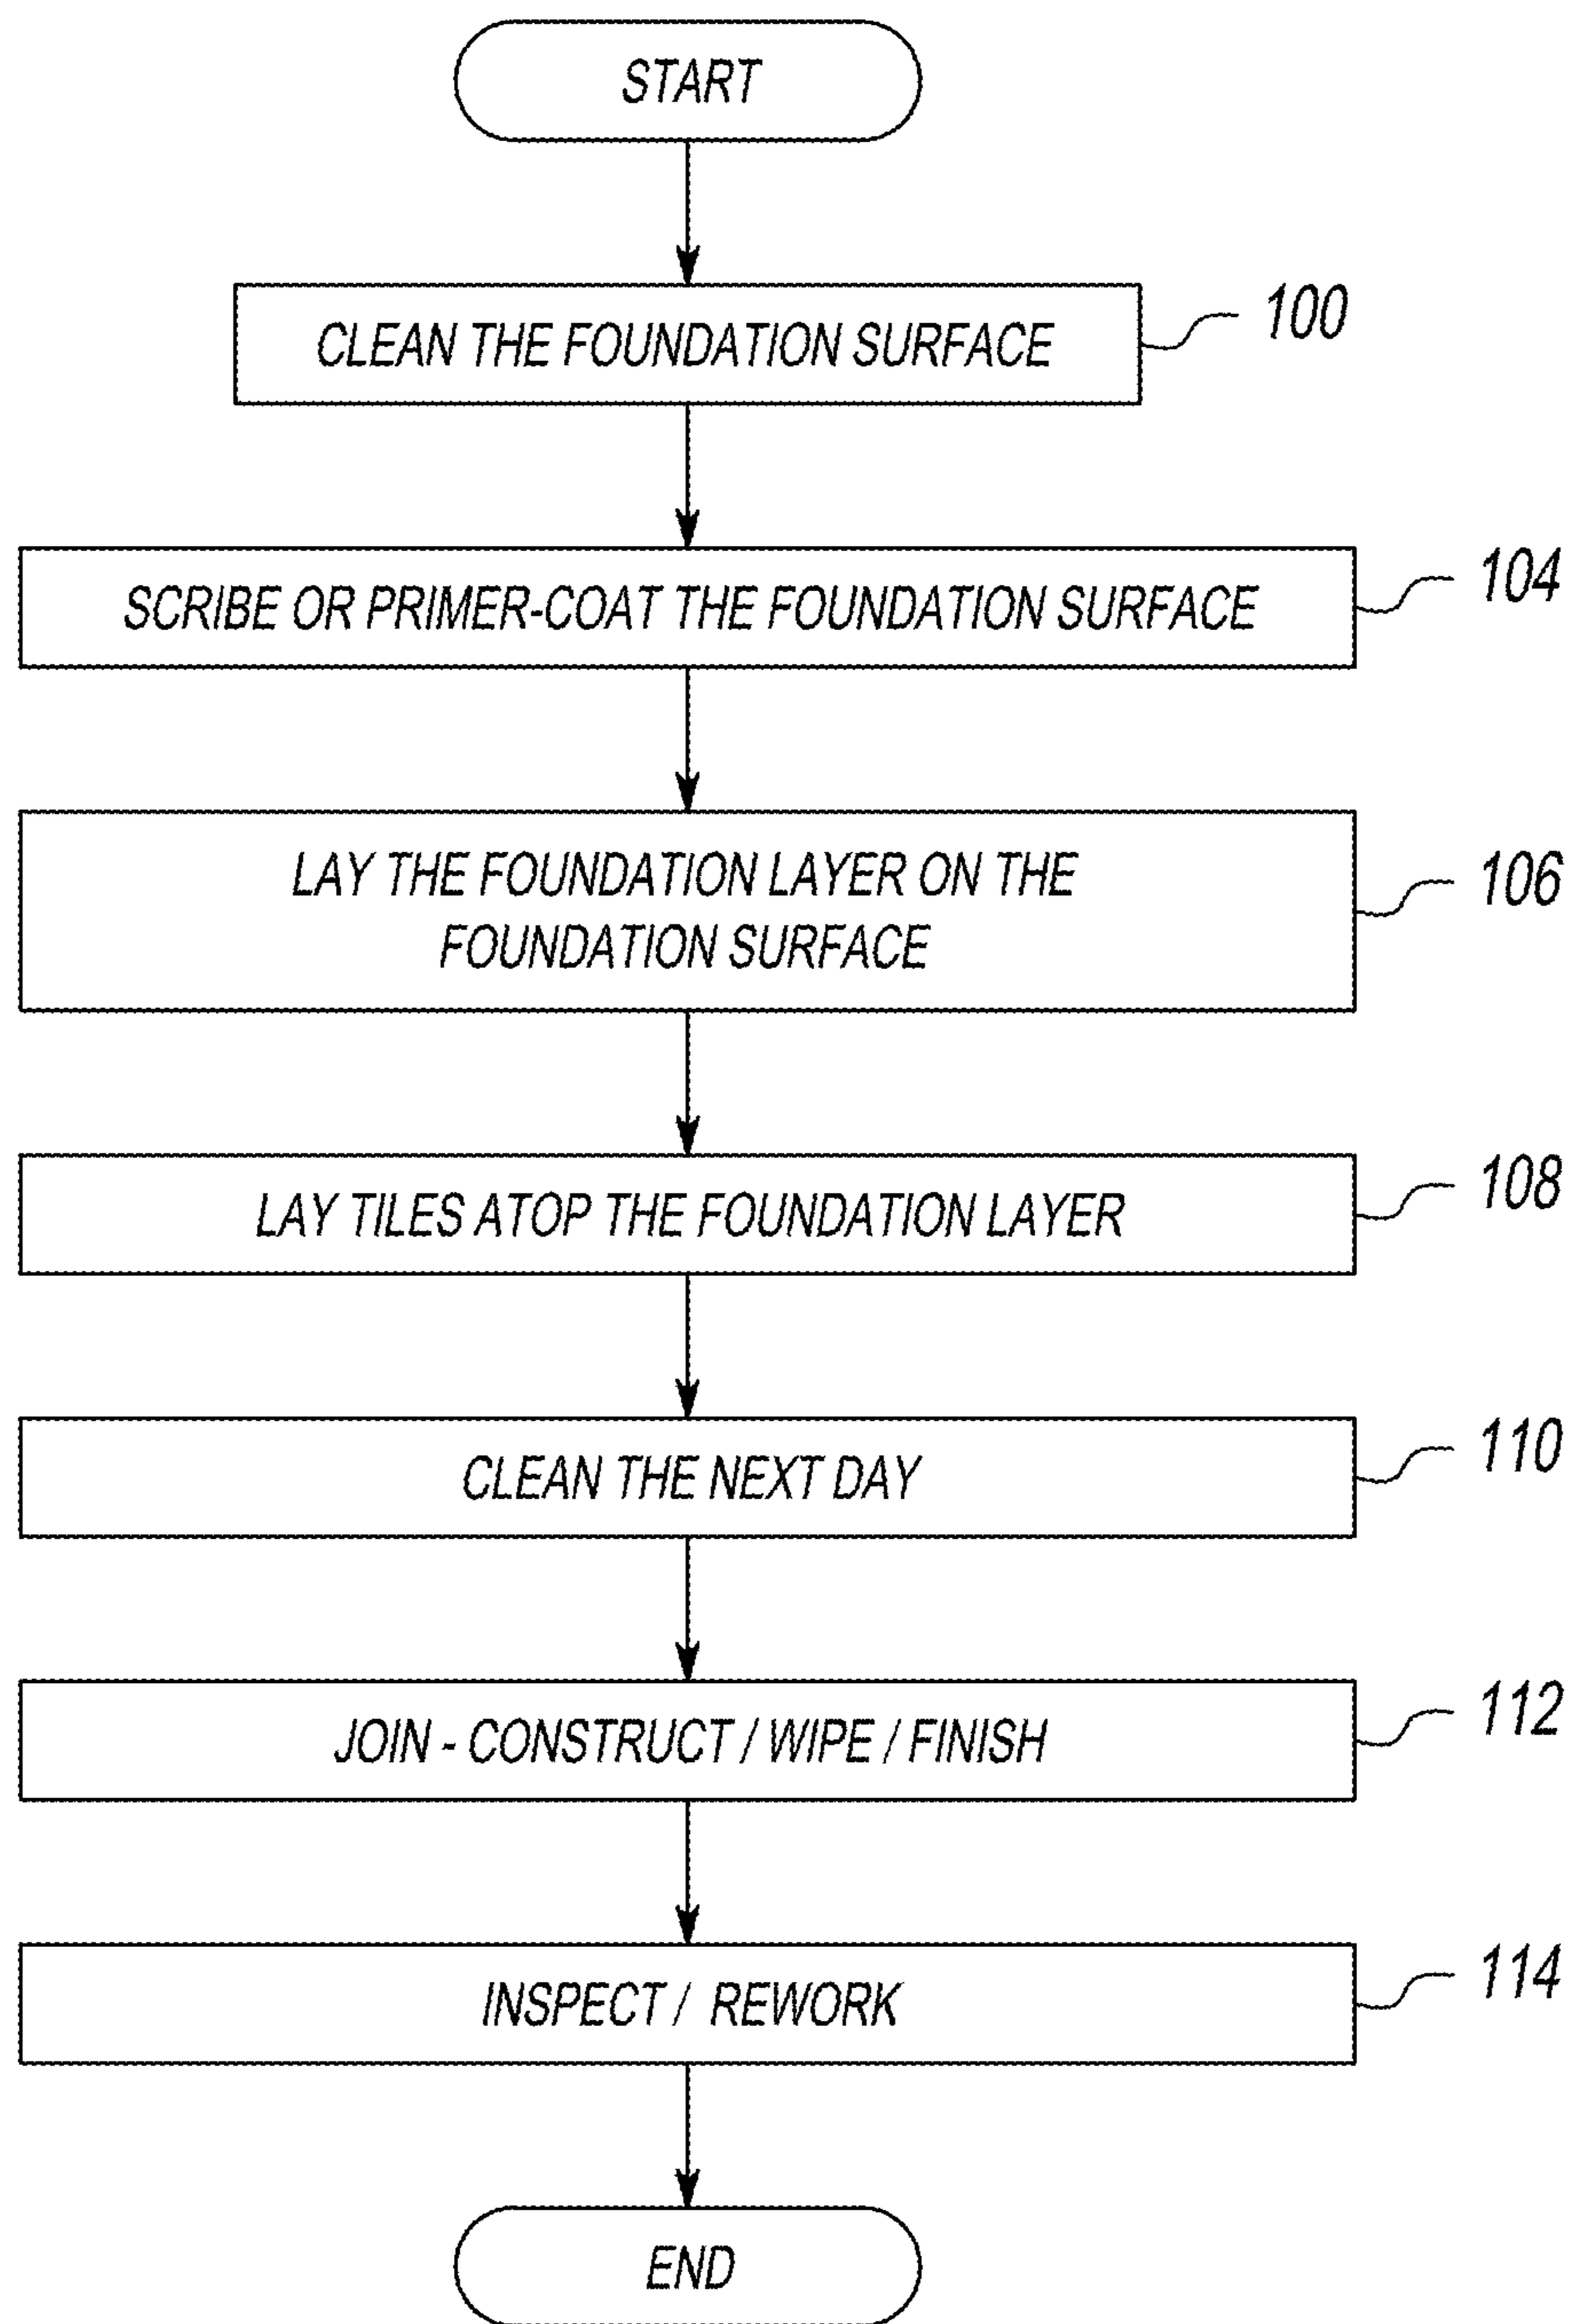 START
CLEAN THE FOUNDATION SURFACE
100
SCRIBE OR PRIMER-COAT THE FOUNDATION SURFACE
104
LAY THE FOUNDATION LAYER ON THE
FOUNDATION SURFACE
106
LAY TILES ATOP THE FOUNDATION LAYER
108
CLEAN THE NEXT DAY
110
JOIN - CONSTRUCT / WIPE / FINISH
112
INSPECT / REWORK
114
END